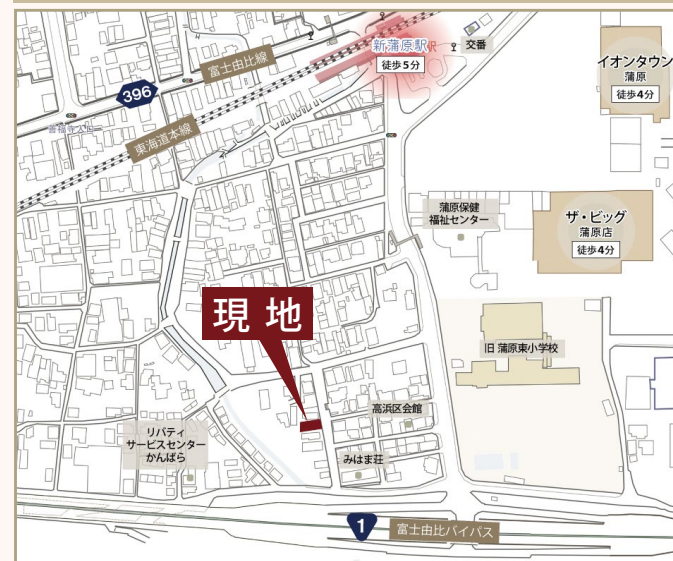 新蒲原駅
徒歩5分
交番
イオンタウン
蒲原
徒歩4分
富士由比線
396
東海道本線
蒲原保健
福祉センター
ザ・ビッグ
蒲原店
徒歩4分
現 地
旧 蒲原東小学校
高浜区会館
リバティ
サービスセンター
かんばら
みはま荘
1
富士由比バイパス